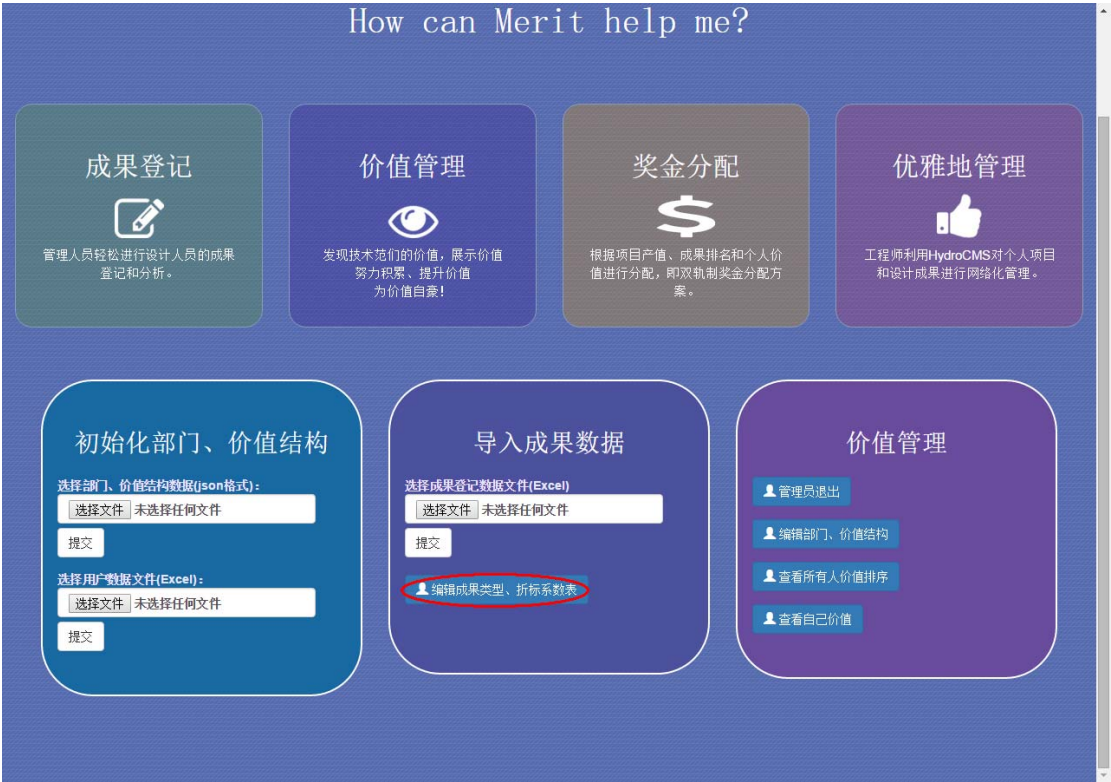 How can Merit help me?
成果登记
管理人员轻松进行设计人员的成果
登记和分析。
价值管理
发现技术范们的价值，展示价值
努力积累、提升价值
为价值自豪!
奖金分配
根据项目产值、成果排名和个人价
值进行分配，即双轨制奖金分配方
案。
优雅地管理
工程师利用HydroCMS对个人项目
和设计成果进行网络化管理。
初始化部门、价值结构
选择部门、价值结构数据(json格式)：
选择文件 未选择任何文件
提交
选择用户数据文件(Excel)：
选择文件 未选择任何文件
提交
导入成果数据
选择成果登记数据文件(Excel)
选择文件 未选择任何文件
提交
编辑成果类型、折标系数表
价值管理
管理员退出
编辑部门、价值结构
查看所有人价值排序
查看自己价值